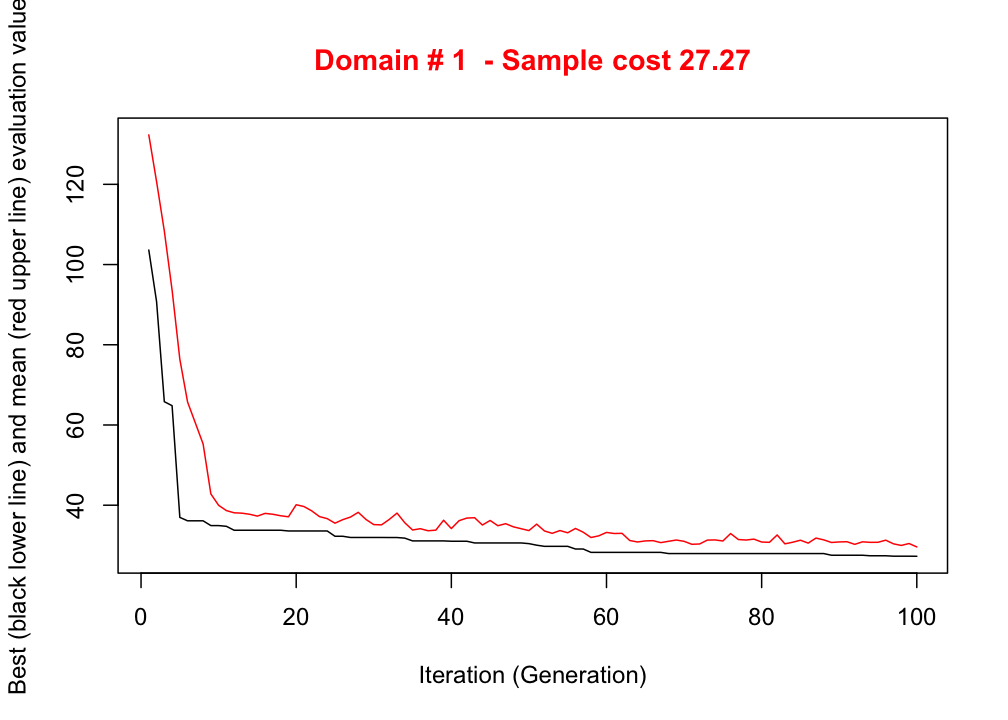 Domain # 1  - Sample cost 27.27
Best (black lower line) and mean (red upper line) evaluation value
120
100
80
60
40
0 20 40 60 80 100
Iteration (Generation)